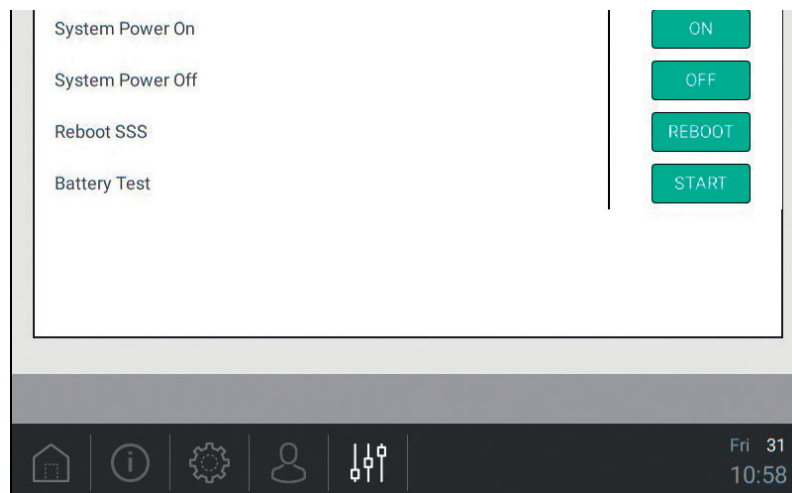 System Power On ON
System Power Off OFF
Reboot SSS REBOOT
Battery Test START
Fri 31
10:58